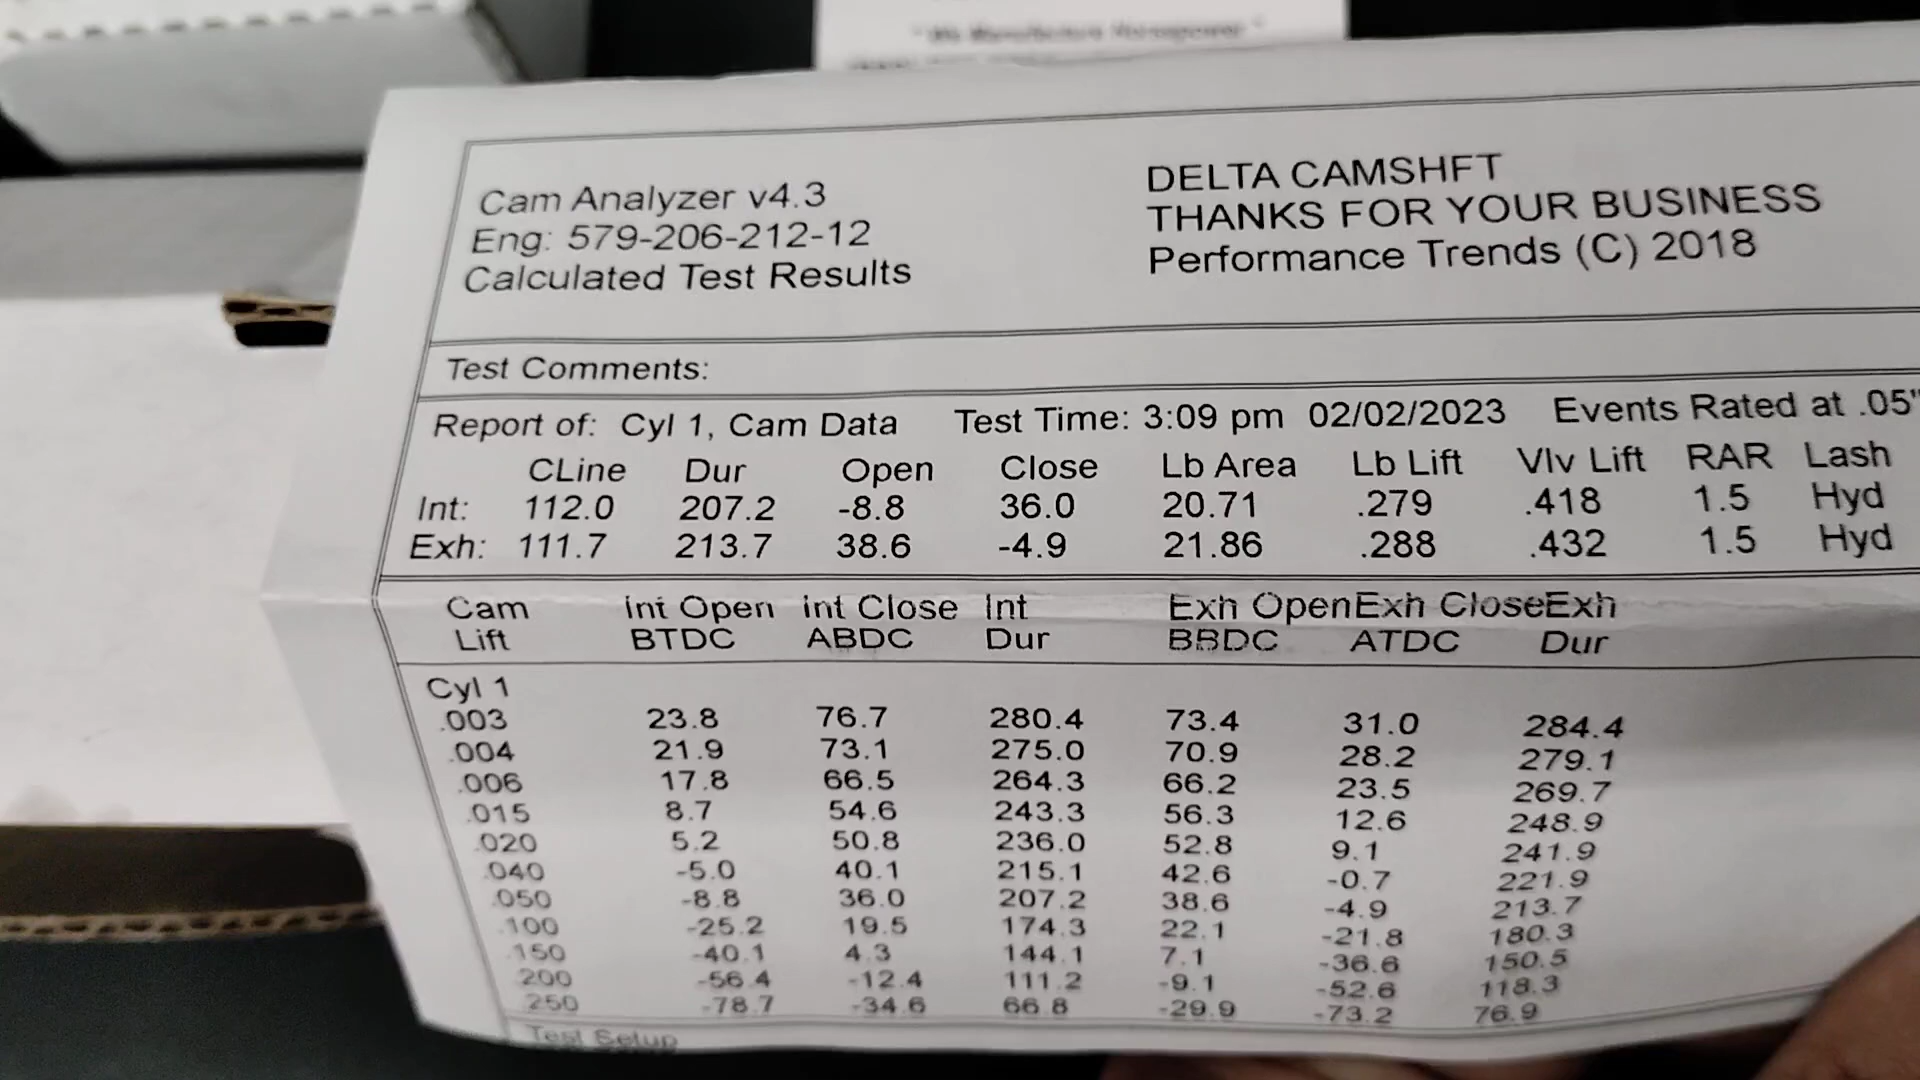 " We Manufacture Horsepower "
Cam Analyzer v4.3
Eng: 579-206-212-12
Calculated Test Results
DELTA CAMSHFT
THANKS FOR YOUR BUSINESS
Performance Trends (C) 2018
Test Comments:
Report of: Cyl 1, Cam Data Test Time: 3:09 pm 02/02/2023 Events Rated at .05"
CLine Dur Open Close Lb Area Lb Lift Vlv Lift RAR Lash
Int: 112.0 207.2 -8.8 36.0 20.71 .279 .418 1.5 Hyd
Exh: 111.7 213.7 38.6 -4.9 21.86 .288 .432 1.5 Hyd
Cam Int Open Int Close Int Exh Open Exh Close Exh
Lift BTDC ABDC Dur BBDC ATDC Dur
Cyl 1
.003 23.8 76.7 280.4 73.4 31.0 284.4
.004 21.9 73.1 275.0 70.9 28.2 279.1
.006 17.8 66.5 264.3 66.2 23.5 269.7
.015 8.7 54.6 243.3 56.3 12.6 248.9
.020 5.2 50.8 236.0 52.8 9.1 241.9
.040 -5.0 40.1 215.1 42.6 -0.7 221.9
.050 -8.8 36.0 207.2 38.6 -4.9 213.7
.100 -25.2 19.5 174.3 22.1 -21.8 180.3
.150 -40.1 4.3 144.1 7.1 -36.6 150.5
.200 -56.4 -12.4 111.2 -9.1 -52.6 118.3
.250 -78.7 -34.6 66.8 -29.9 -73.2 76.9
Test Setup